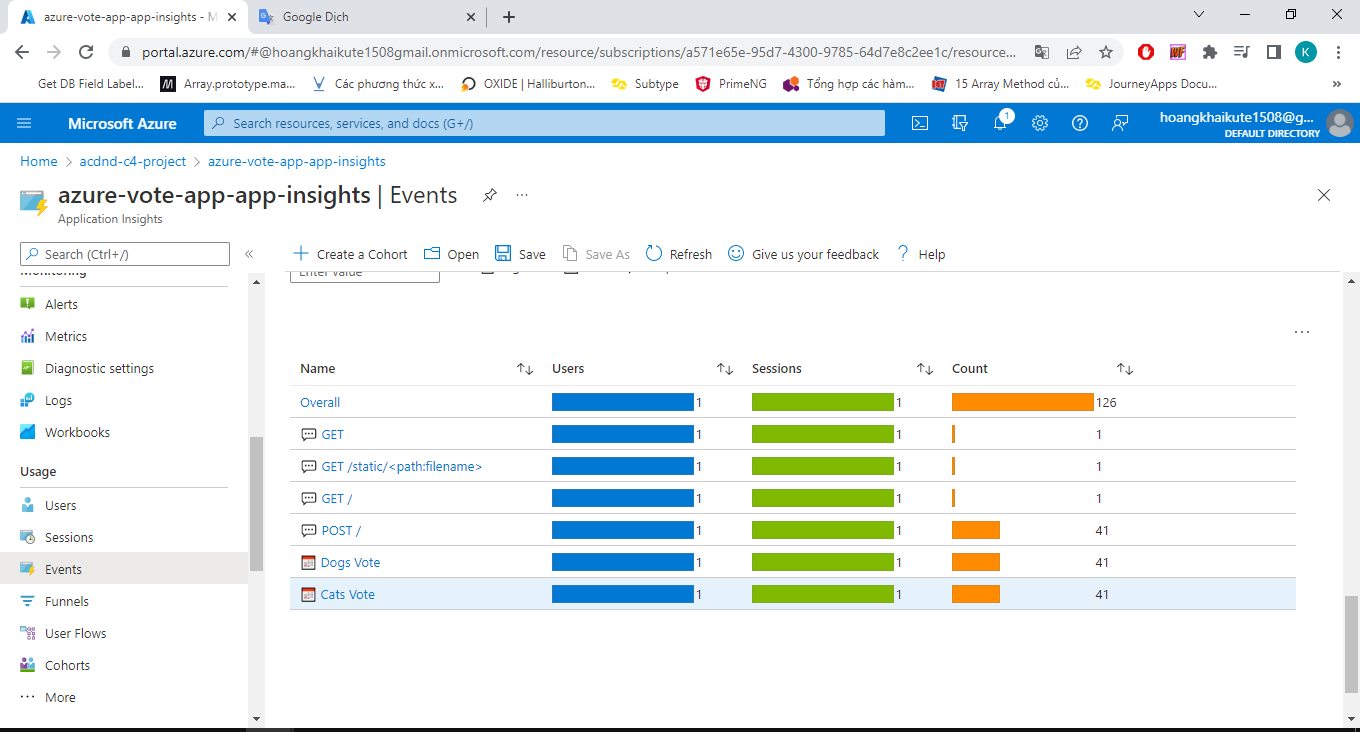 azure-vote-app-app-insights - M
Google Dịch
portal.azure.com/#@hoangkhaikute1508gmail.onmicrosoft.com/resource/subscriptions/a571e65e-95d7-4300-9785-64d7e8c2ee1c/resource...
K
Get DB Field Label... Array.prototype.ma... Các phương thức x... OXIDE | Halliburton... Subtype PrimeNG Tổng hợp các hàm... 15 Array Method củ... JourneyApps Docu... »
Microsoft Azure
Search resources, services, and docs (G+/)
1
hoangkhaikute1508@g...
DEFAULT DIRECTORY
Home > acdnd-c4-project > azure-vote-app-app-insights
azure-vote-app-app-insights | Events
Application Insights
Search (Ctrl+/)
Create a Cohort Open Save Save As Refresh Give us your feedback Help
Monitoring
Alerts
Metrics
Diagnostic settings
Logs
Workbooks
Usage
Users
Sessions
Events
Funnels
User Flows
Cohorts
More
Enter value
Name Users Sessions Count
Overall 1 1 126
GET 1 1 1
GET /static/<path:filename> 1 1 1
GET / 1 1 1
POST / 1 1 41
Dogs Vote 1 1 41
Cats Vote 1 1 41